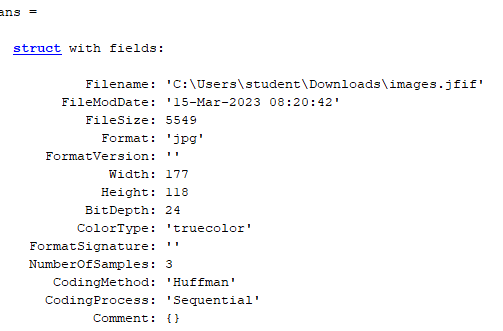 ans =
struct with fields:
Filename: 'C:\Users\student\Downloads\images.jfif'
FileModDate: '15-Mar-2023 08:20:42'
FileSize: 5549
Format: 'jpg'
FormatVersion: ''
Width: 177
Height: 118
BitDepth: 24
ColorType: 'truecolor'
FormatSignature: ''
NumberOfSamples: 3
CodingMethod: 'Huffman'
CodingProcess: 'Sequential'
Comment: {}